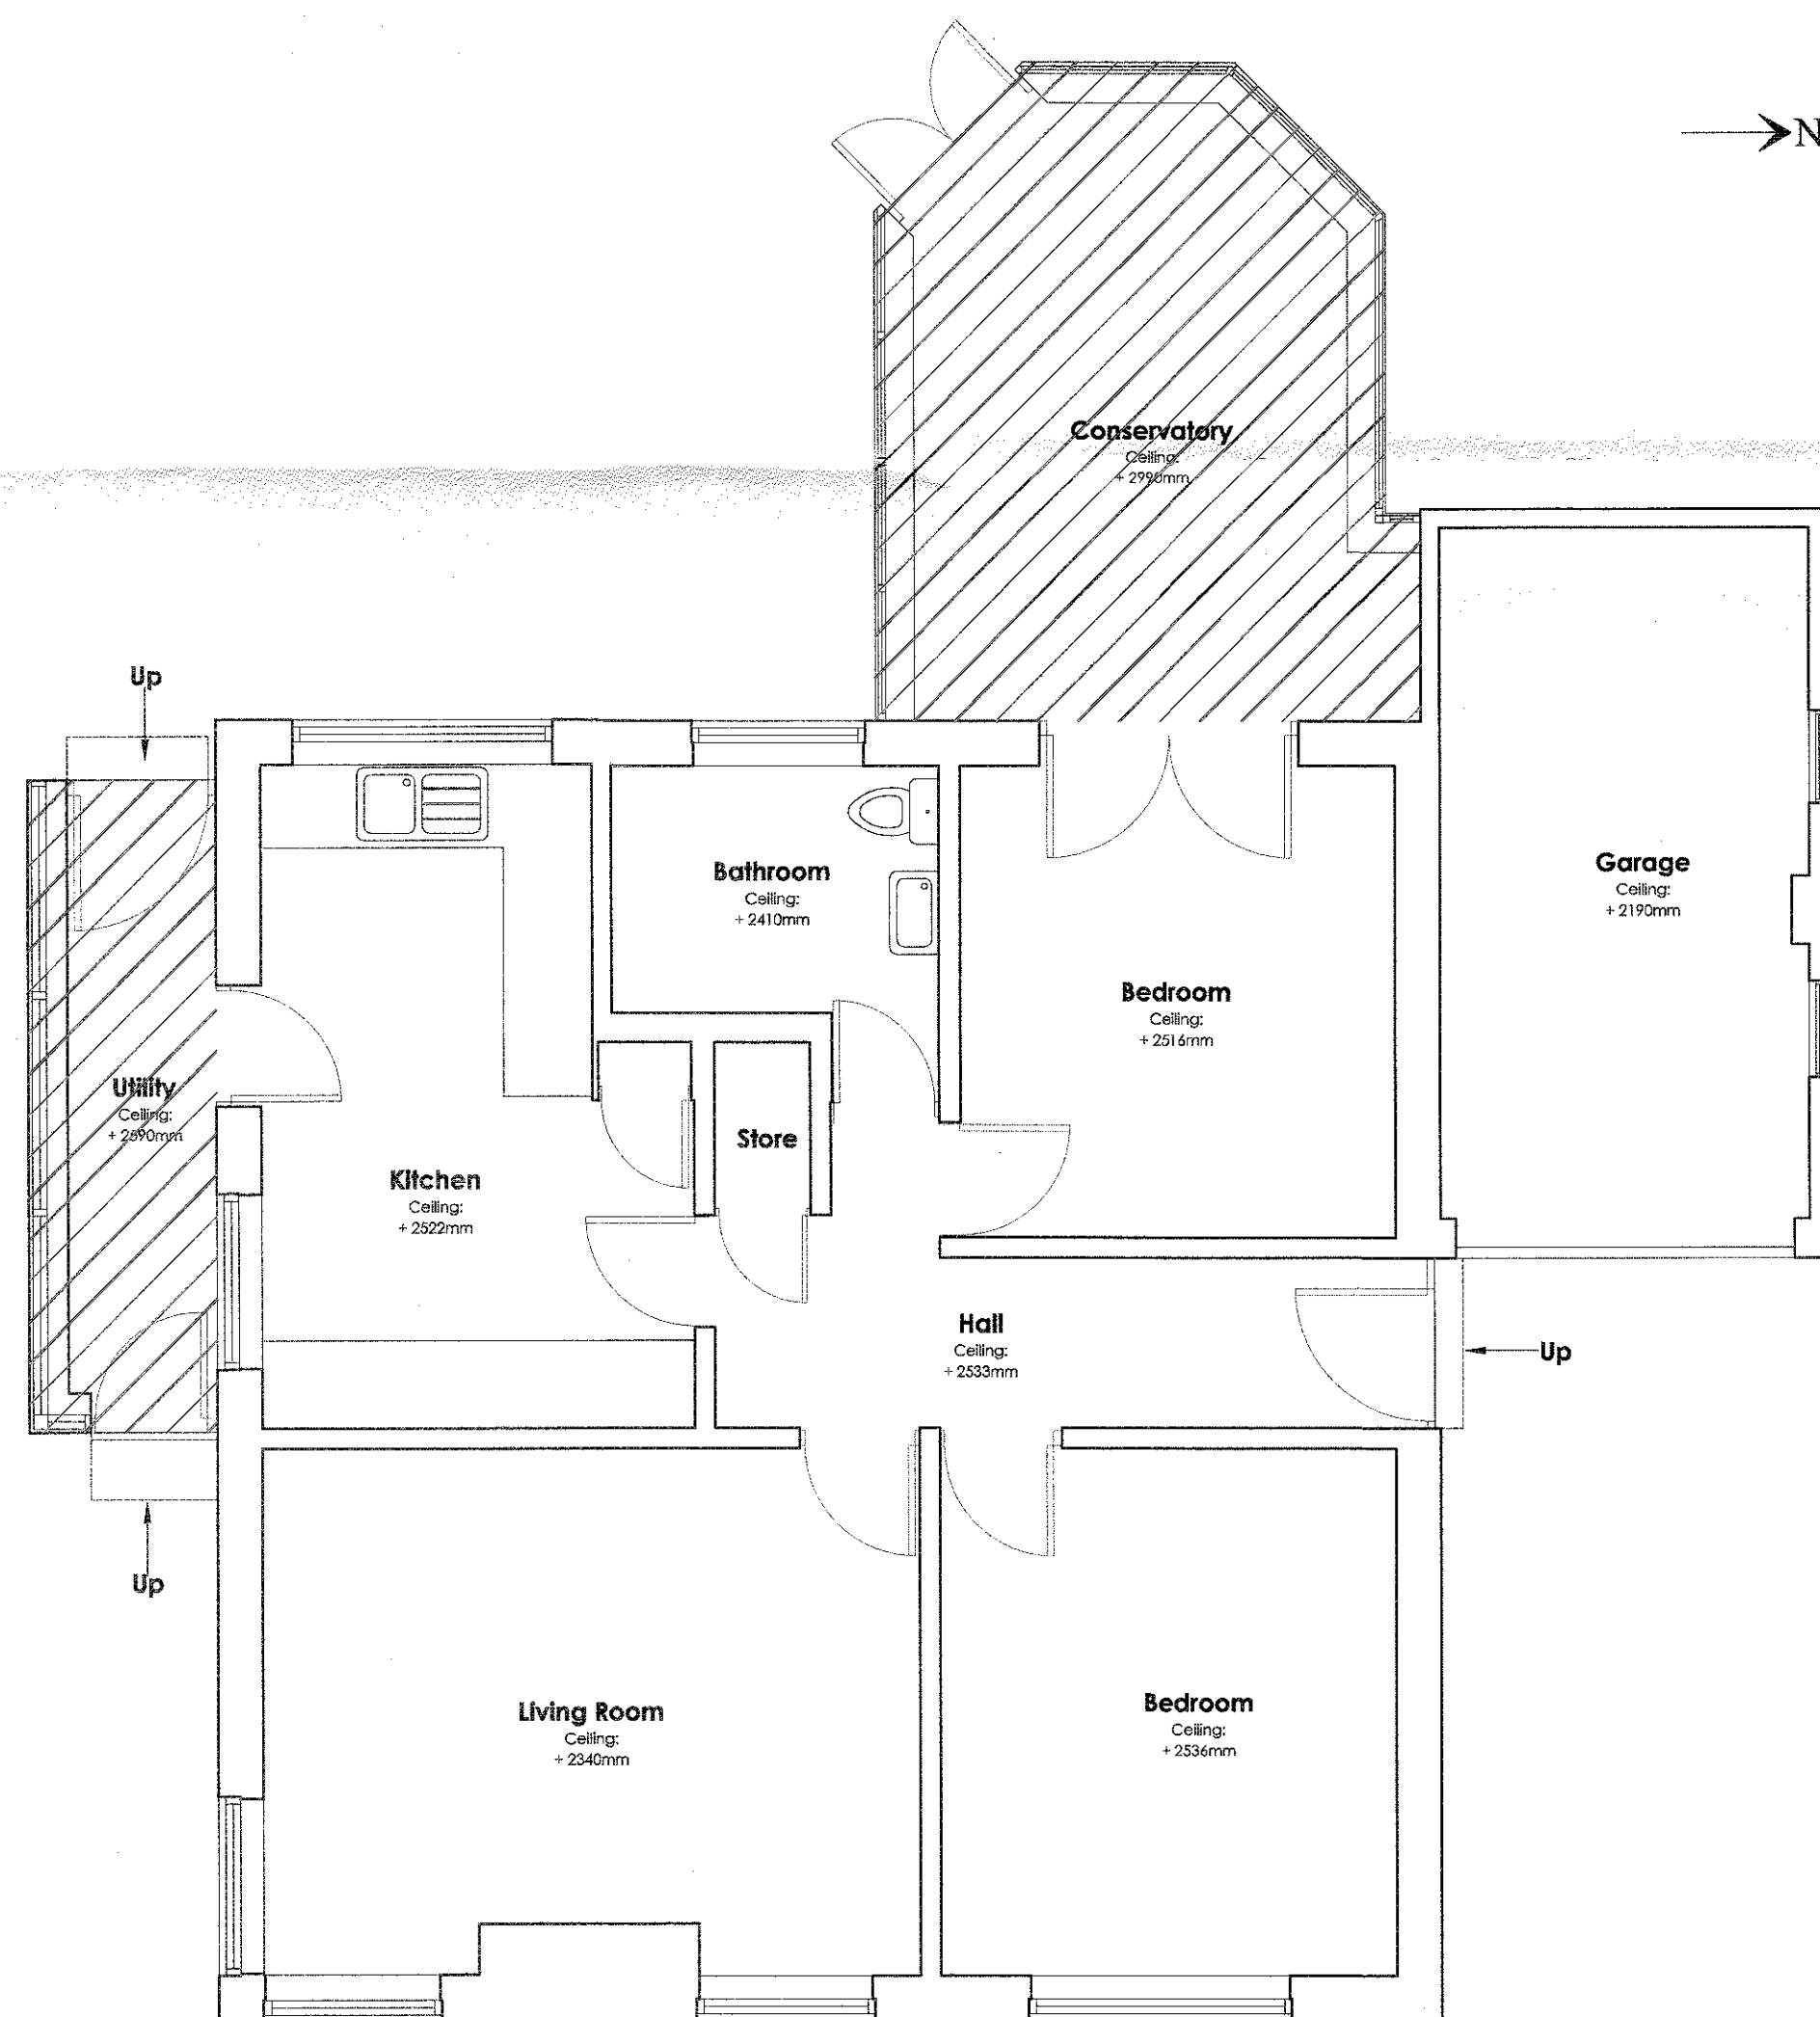 N
Conservatory
Ceiling:
+ 2990mm
Up
Bathroom
Ceiling:
+ 2410mm
Garage
Ceiling:
+ 2190mm
Bedroom
Ceiling:
+ 2516mm
Utility
Ceiling:
+ 2590mm
Store
Kitchen
Ceiling:
+ 2522mm
Hall
Ceiling:
+ 2533mm
Up
Up
Living Room
Ceiling:
+ 2340mm
Bedroom
Ceiling:
+ 2536mm